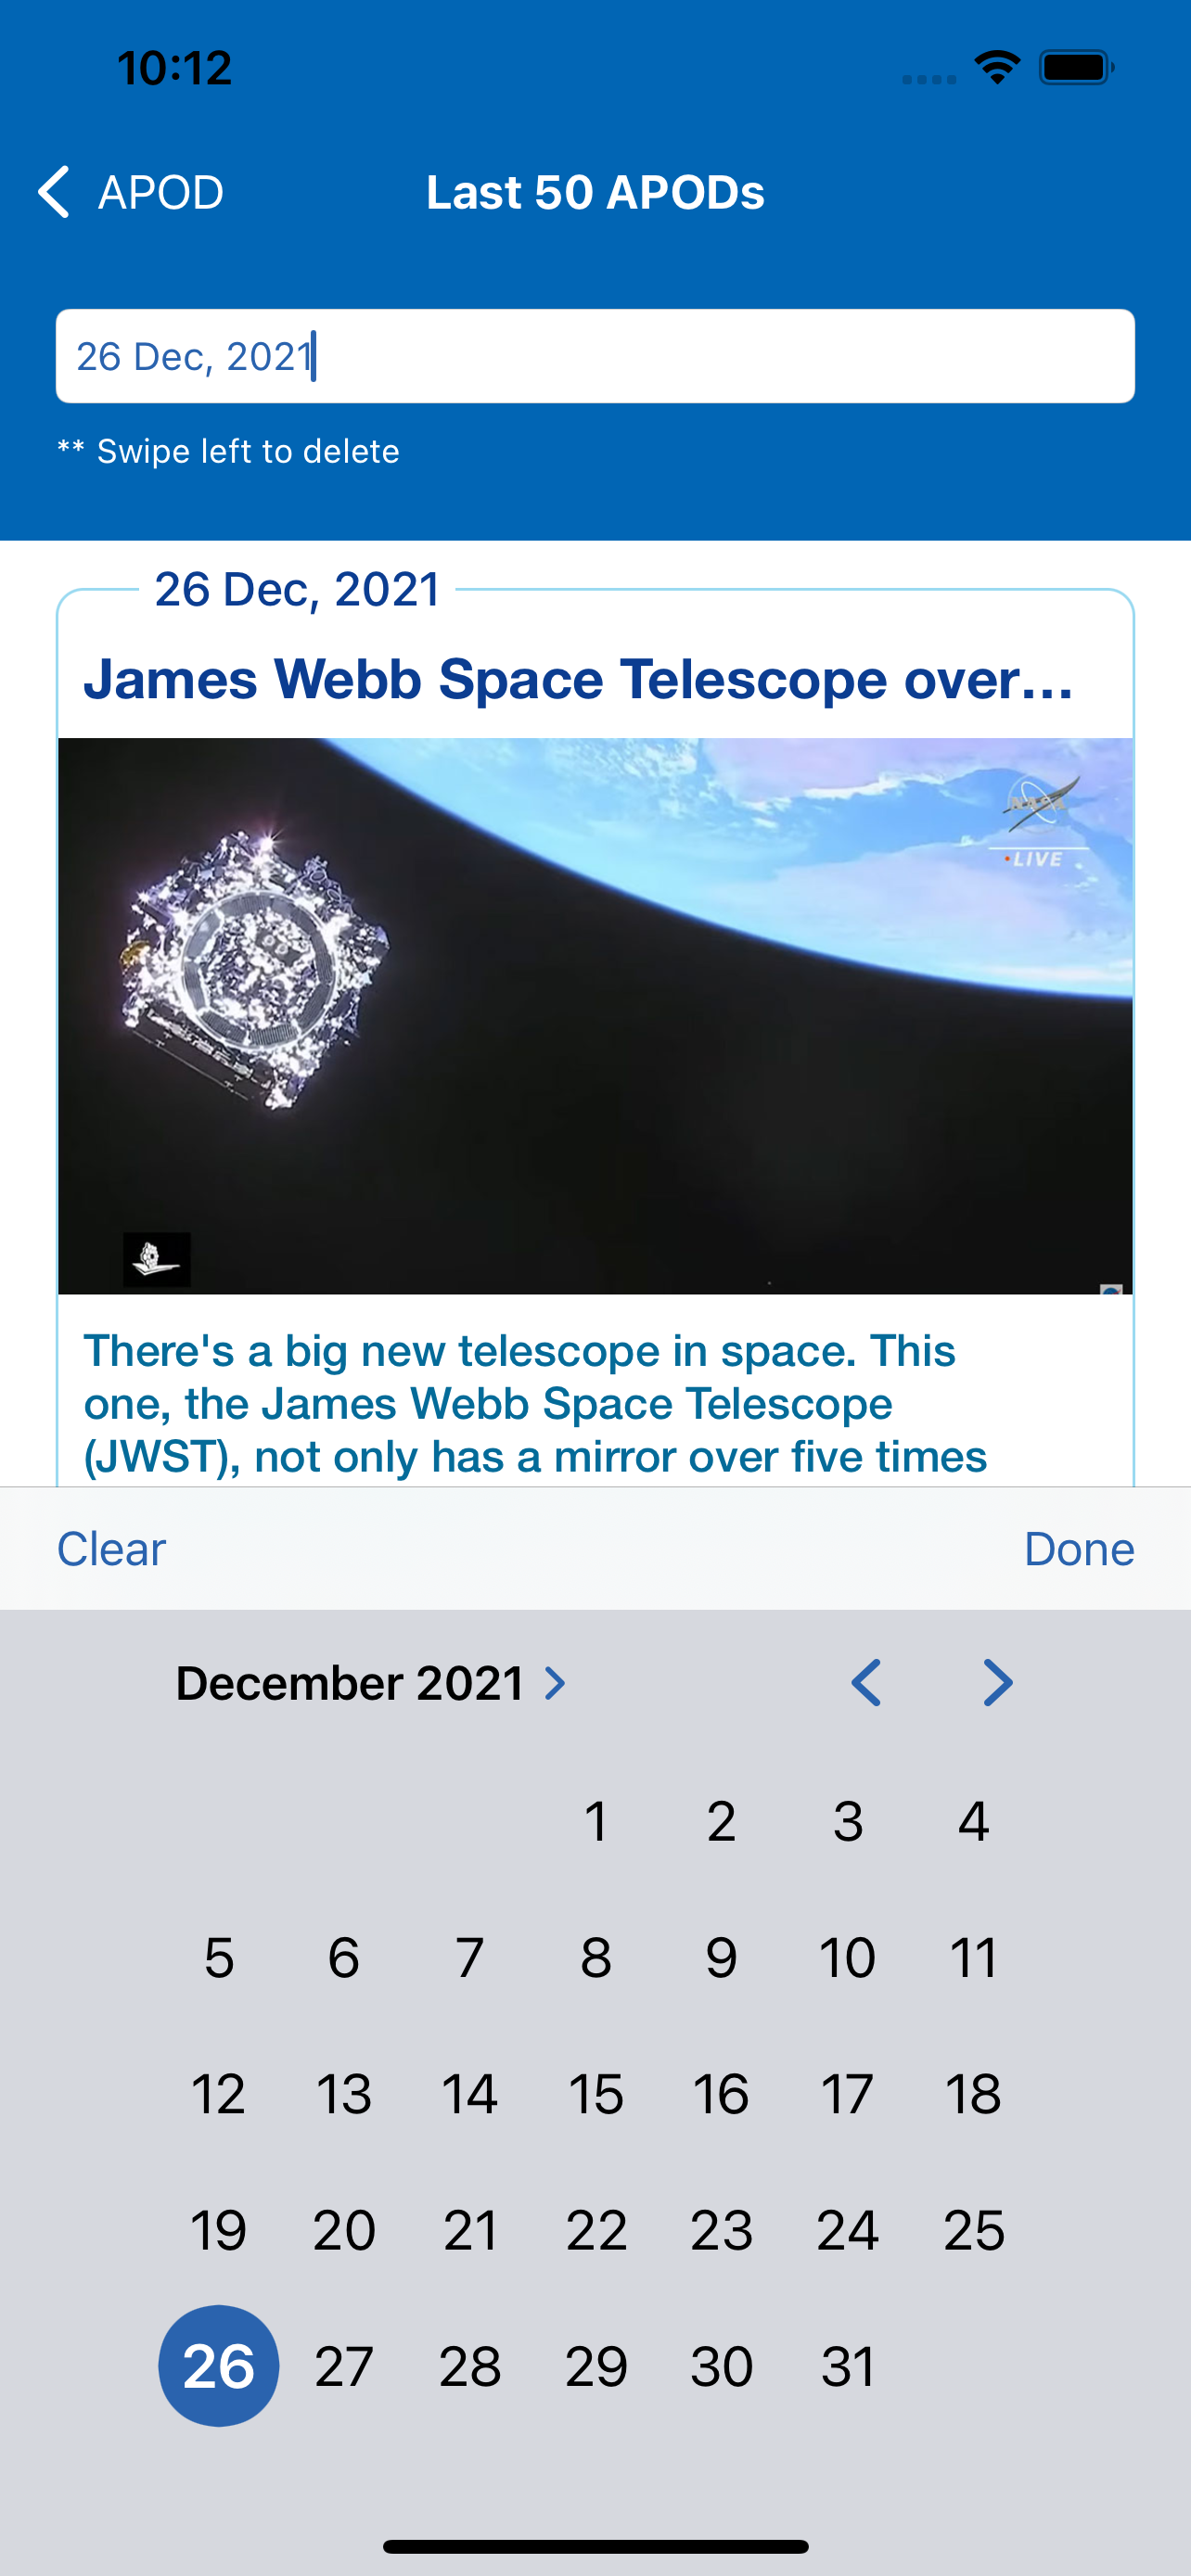 10:12
APOD
Last 50 APODs
26 Dec, 2021
** Swipe left to delete
26 Dec, 2021
James Webb Space Telescope over...
NASA
LIVE
There's a big new telescope in space. This
one, the James Webb Space Telescope
(JWST), not only has a mirror over five times
Clear
Done
December 2021
1 2 3 4
5 6 7 8 9 10 11
12 13 14 15 16 17 18
19 20 21 22 23 24 25
26 27 28 29 30 31